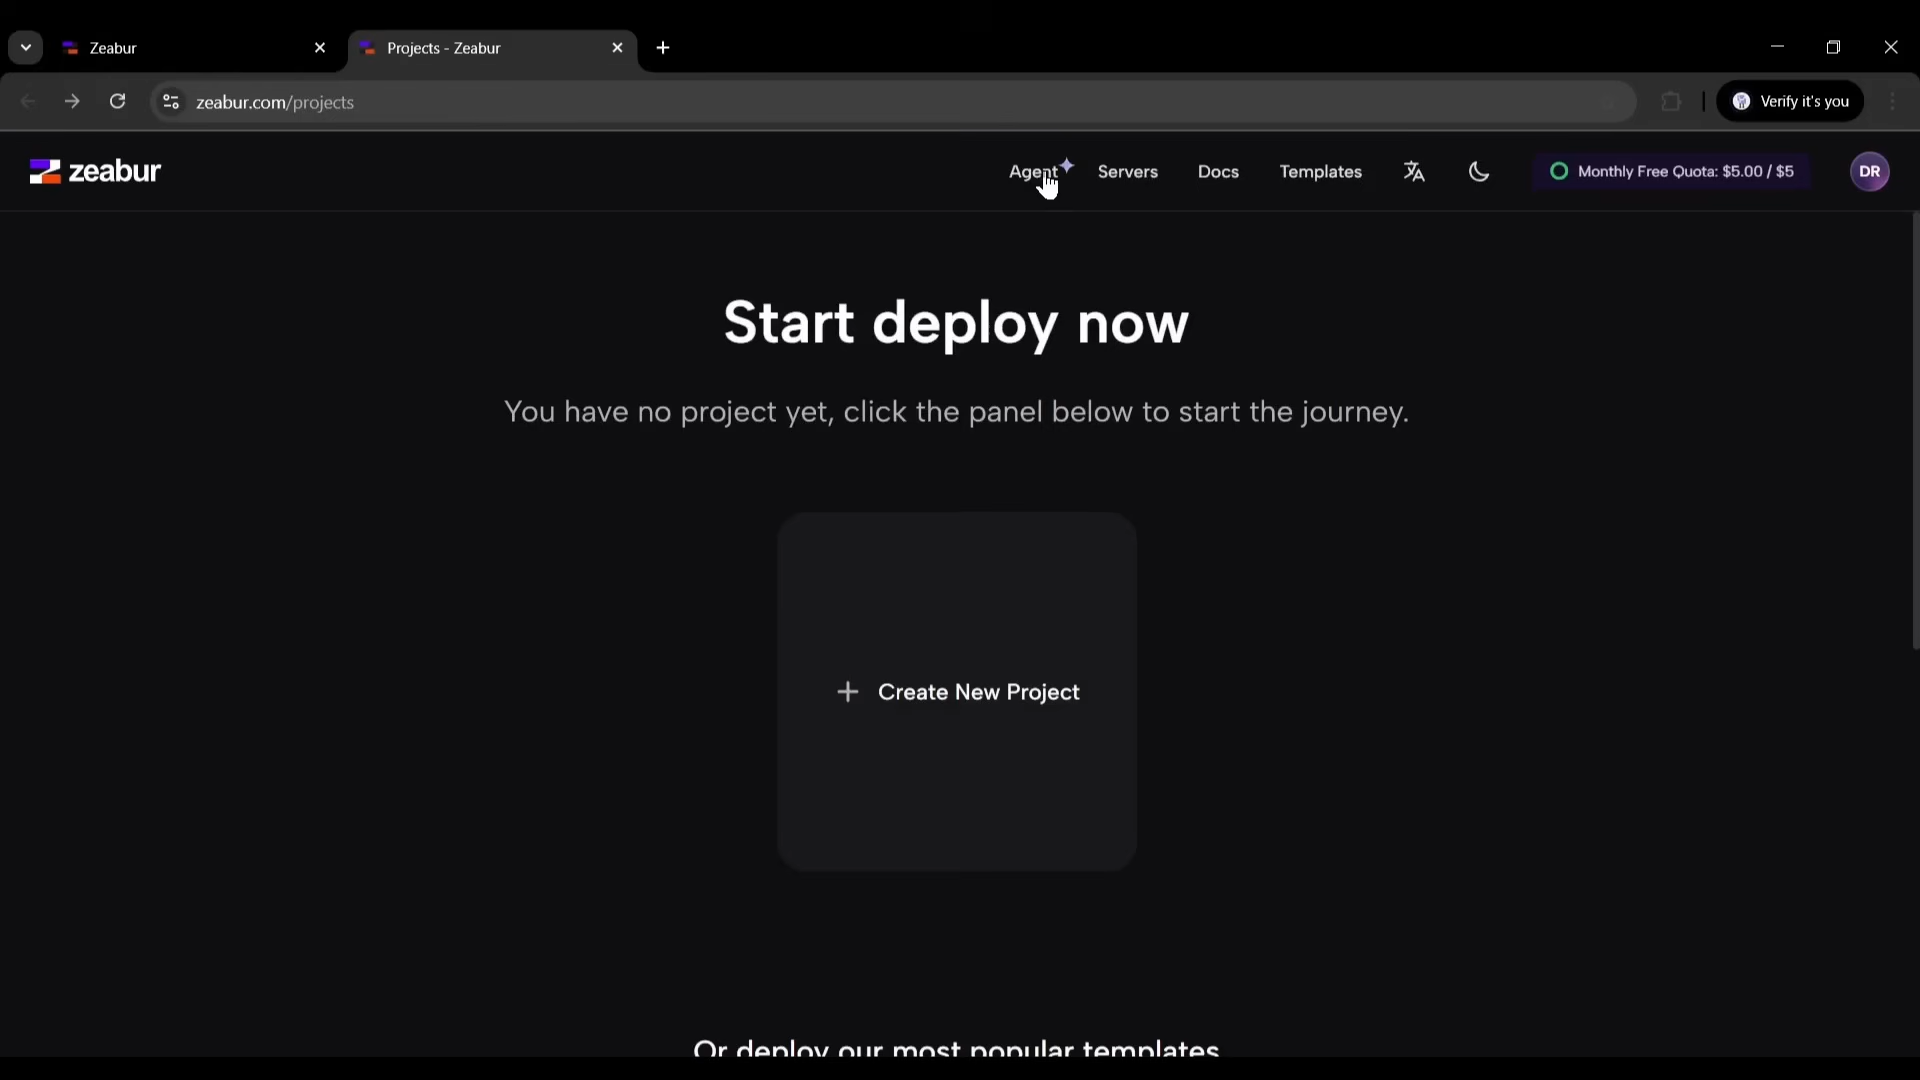 Zeabur
Projects - Zeabur
zeabur.com/projects
Verify it's you
zeabur
Agent
Servers
Docs
Templates
Monthly Free Quota: $5.00 / $5
DR
Start deploy now
You have no project yet, click the panel below to start the journey.
Create New Project
Or deploy our most popular templates